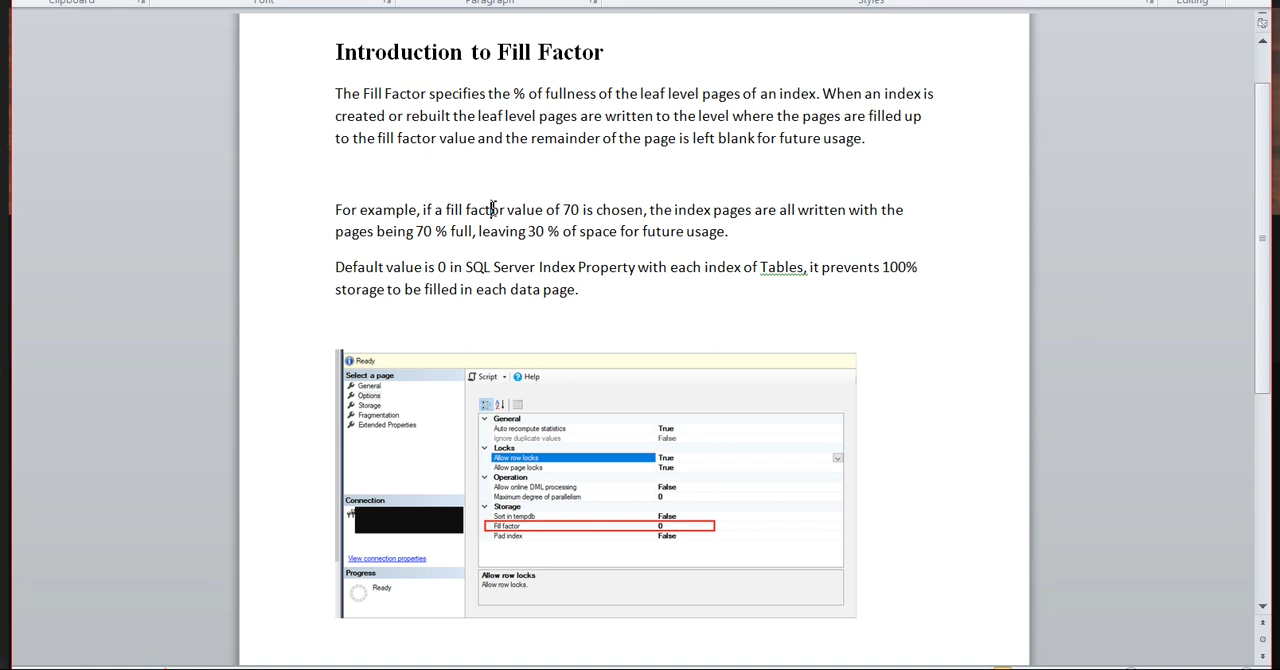 Clipboard Font Paragraph Styles Editing
Introduction to Fill Factor
The Fill Factor specifies the % of fullness of the leaf level pages of an index. When an index is
created or rebuilt the leaf level pages are written to the level where the pages are filled up
to the fill factor value and the remainder of the page is left blank for future usage.
For example, if a fill factor value of 70 is chosen, the index pages are all written with the
pages being 70 % full, leaving 30 % of space for future usage.
Default value is 0 in SQL Server Index Property with each index of Tables, it prevents 100%
storage to be filled in each data page.
Ready
Select a page
General
Options
Storage
Fragmentation
Extended Properties
Connection
View connection properties
Progress
Ready
Script Help
General
Auto recompute statistics True
Ignore duplicate values False
Locks
Allow row locks True
Allow page locks True
Operation
Allow online DML processing False
Maximum degree of parallelism 0
Storage
Sort in tempdb False
Fill factor 0
Pad index False
Allow row locks
Allow row locks.